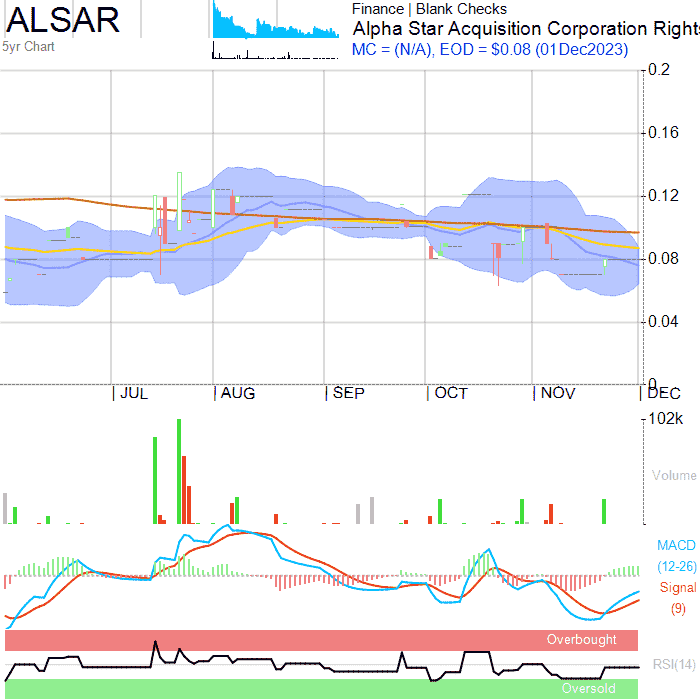 ALSAR
5yr Chart
Finance | Blank Checks
Alpha Star Acquisition Corporation Rights
MC = (N/A), EOD = $0.08 (01Dec2023)
0.2
0.16
0.12
0.08
0.04
0
JUL
AUG
SEP
OCT
NOV
DEC
102k
Volume
MACD
(12-26)
Signal
(9)
Overbought
RSI(14)
Oversold